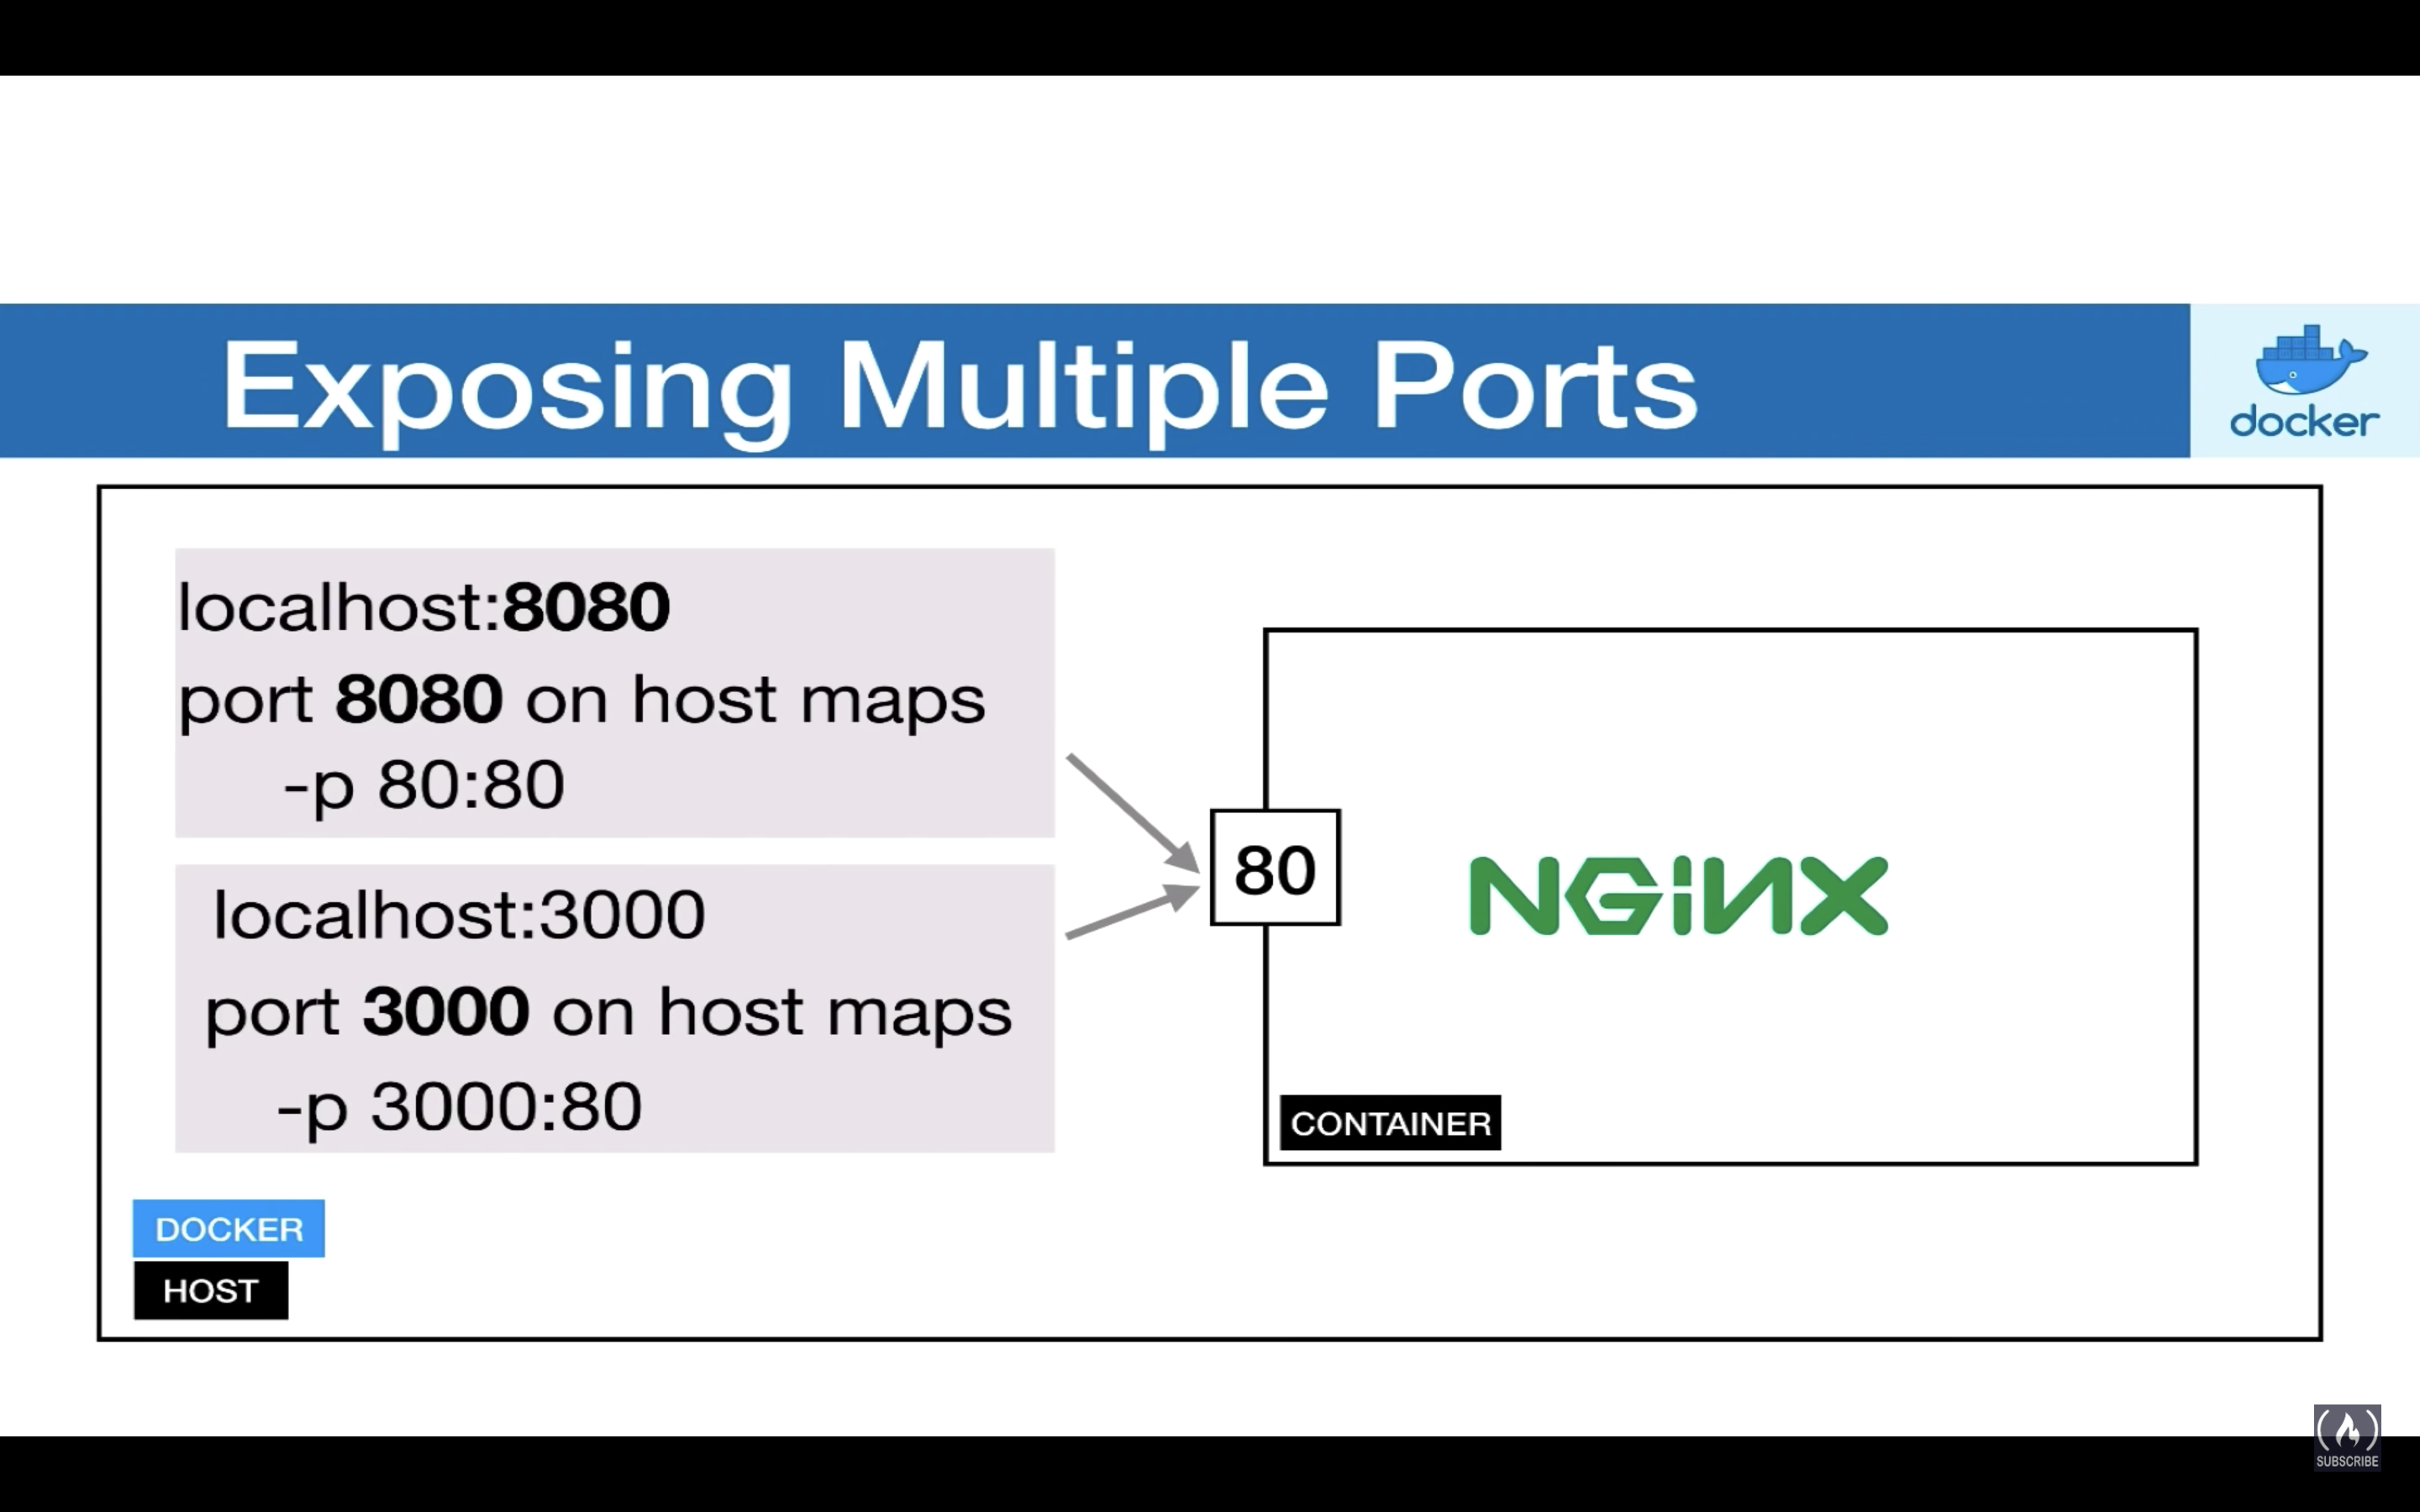 Exposing Multiple Ports
docker
localhost:8080
port 8080 on host maps
-p 80:80
localhost:3000
port 3000 on host maps
-p 3000:80
80
NGiNX
CONTAINER
DOCKER
HOST
SUBSCRIBE